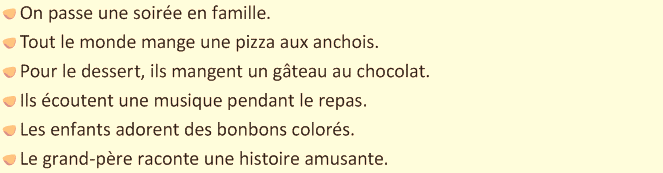 On passe une soirée en famille.
Tout le monde mange une pizza aux anchois.
Pour le dessert, ils mangent un gâteau au chocolat.
Ils écoutent une musique pendant le repas.
Les enfants adorent des bonbons colorés.
Le grand-père raconte une histoire amusante.